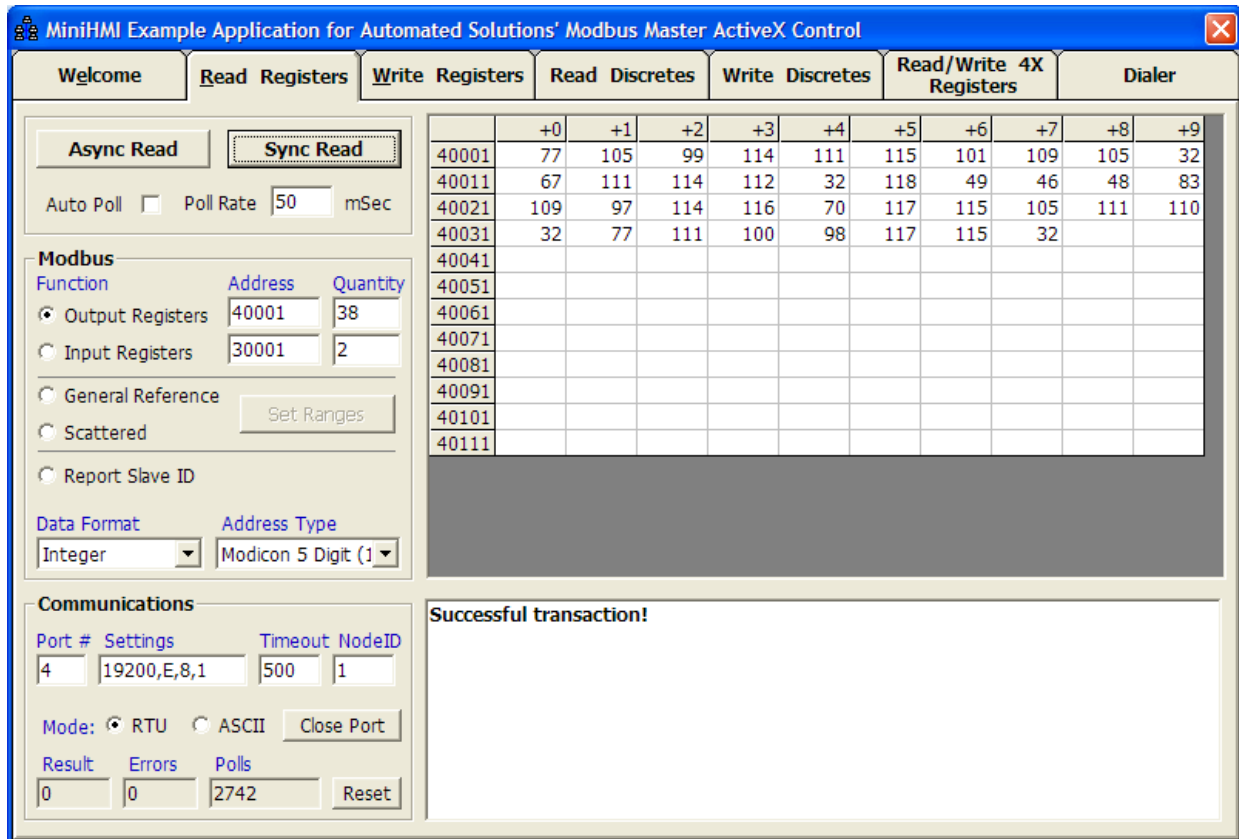 MiniHMI Example Application for Automated Solutions' Modbus Master ActiveX Control
Welcome Read Registers Write Registers Read Discretes Write Discretes Read/Write 4X Registers Dialer
Async Read Sync Read
Auto Poll Poll Rate 50 mSec
Modbus
Function Address Quantity
Output Registers 40001 38
Input Registers 30001 2
General Reference
Set Ranges
Scattered
Report Slave ID
Data Format Address Type
Integer Modicon 5 Digit (1
Communications
Port # Settings Timeout NodeID
4 19200,E,8,1 500 1
Mode: RTU ASCII Close Port
Result Errors Polls
0 0 2742 Reset
+0 +1 +2 +3 +4 +5 +6 +7 +8 +9
40001 77 105 99 114 111 115 101 109 105 32
40011 67 111 114 112 32 118 49 46 48 83
40021 109 97 114 116 70 117 115 105 111 110
40031 32 77 111 100 98 117 115 32
40041
40051
40061
40071
40081
40091
40101
40111
Successful transaction!